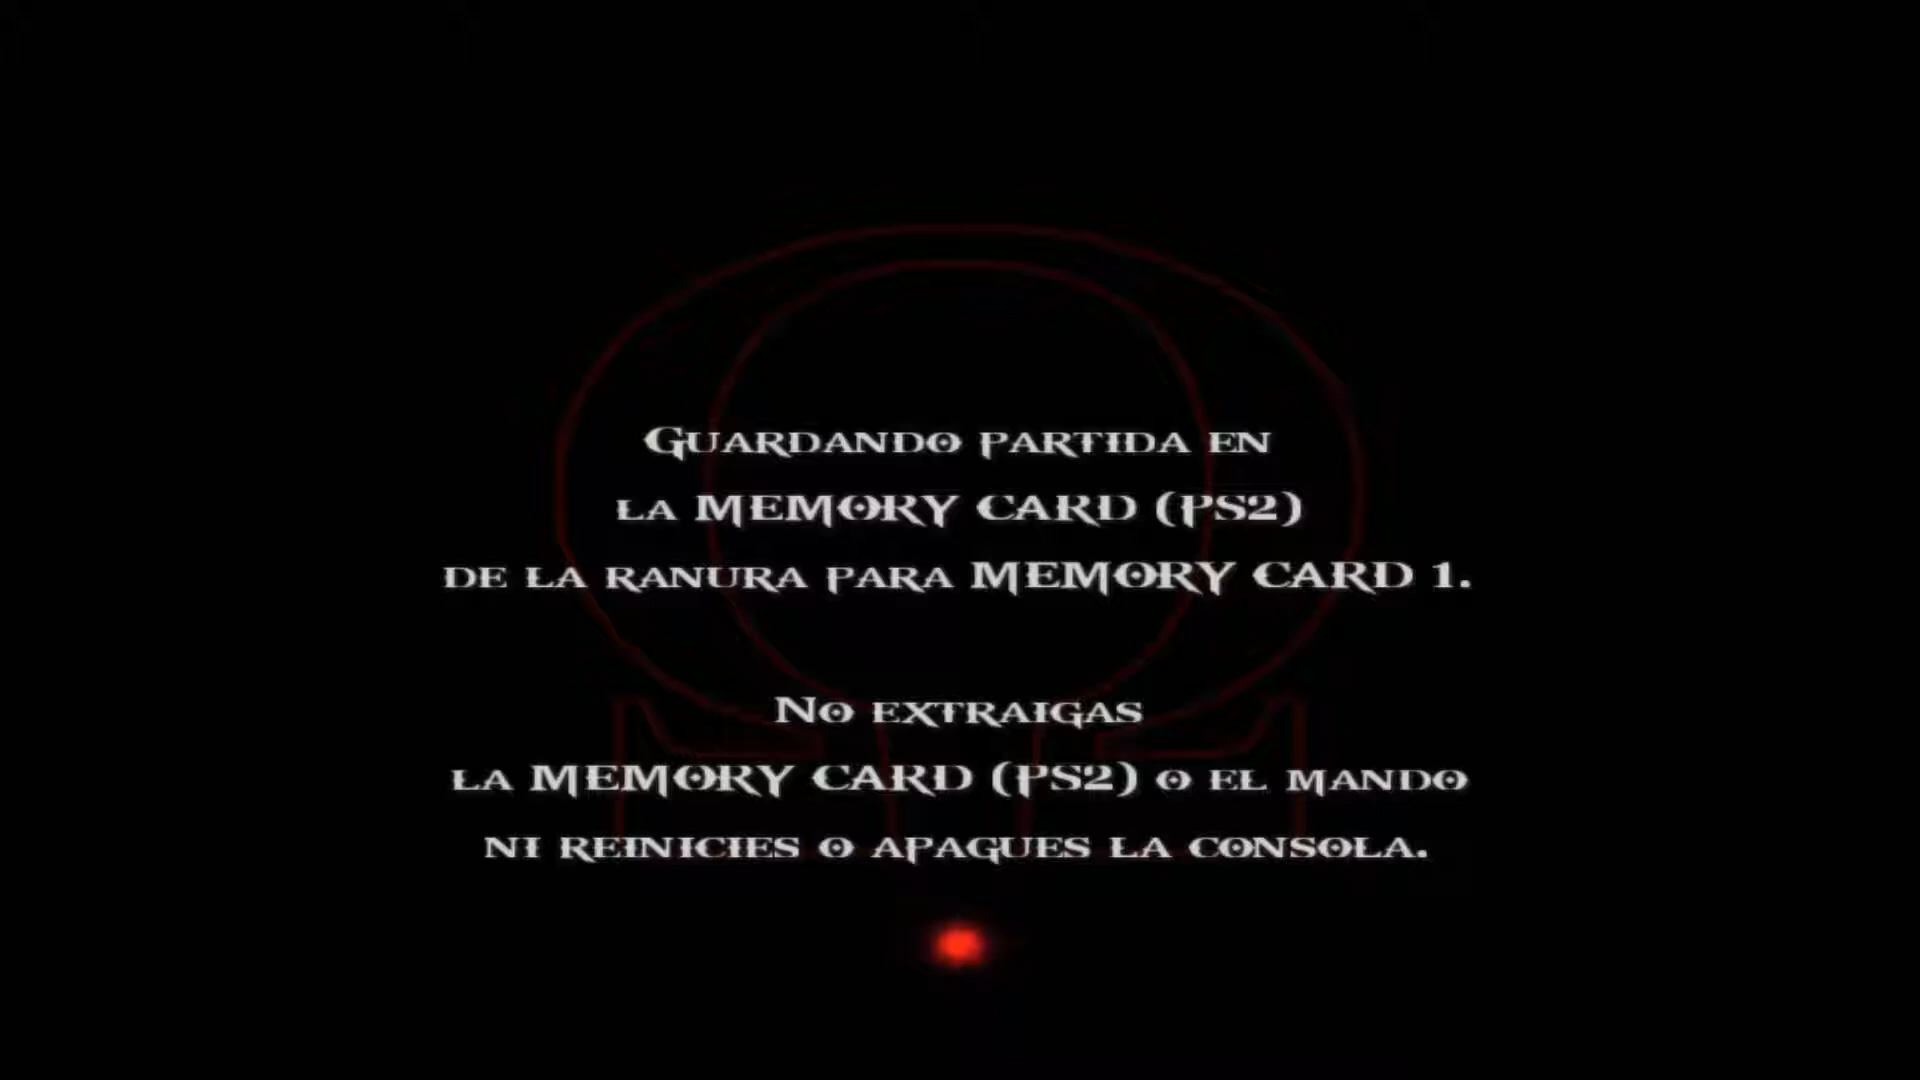 Guardando partida en
la MEMORY CARD (PS2)
de la ranura para MEMORY CARD 1.
No extraigas
la MEMORY CARD (PS2) o el mando
ni reinicies o apagues la consola.